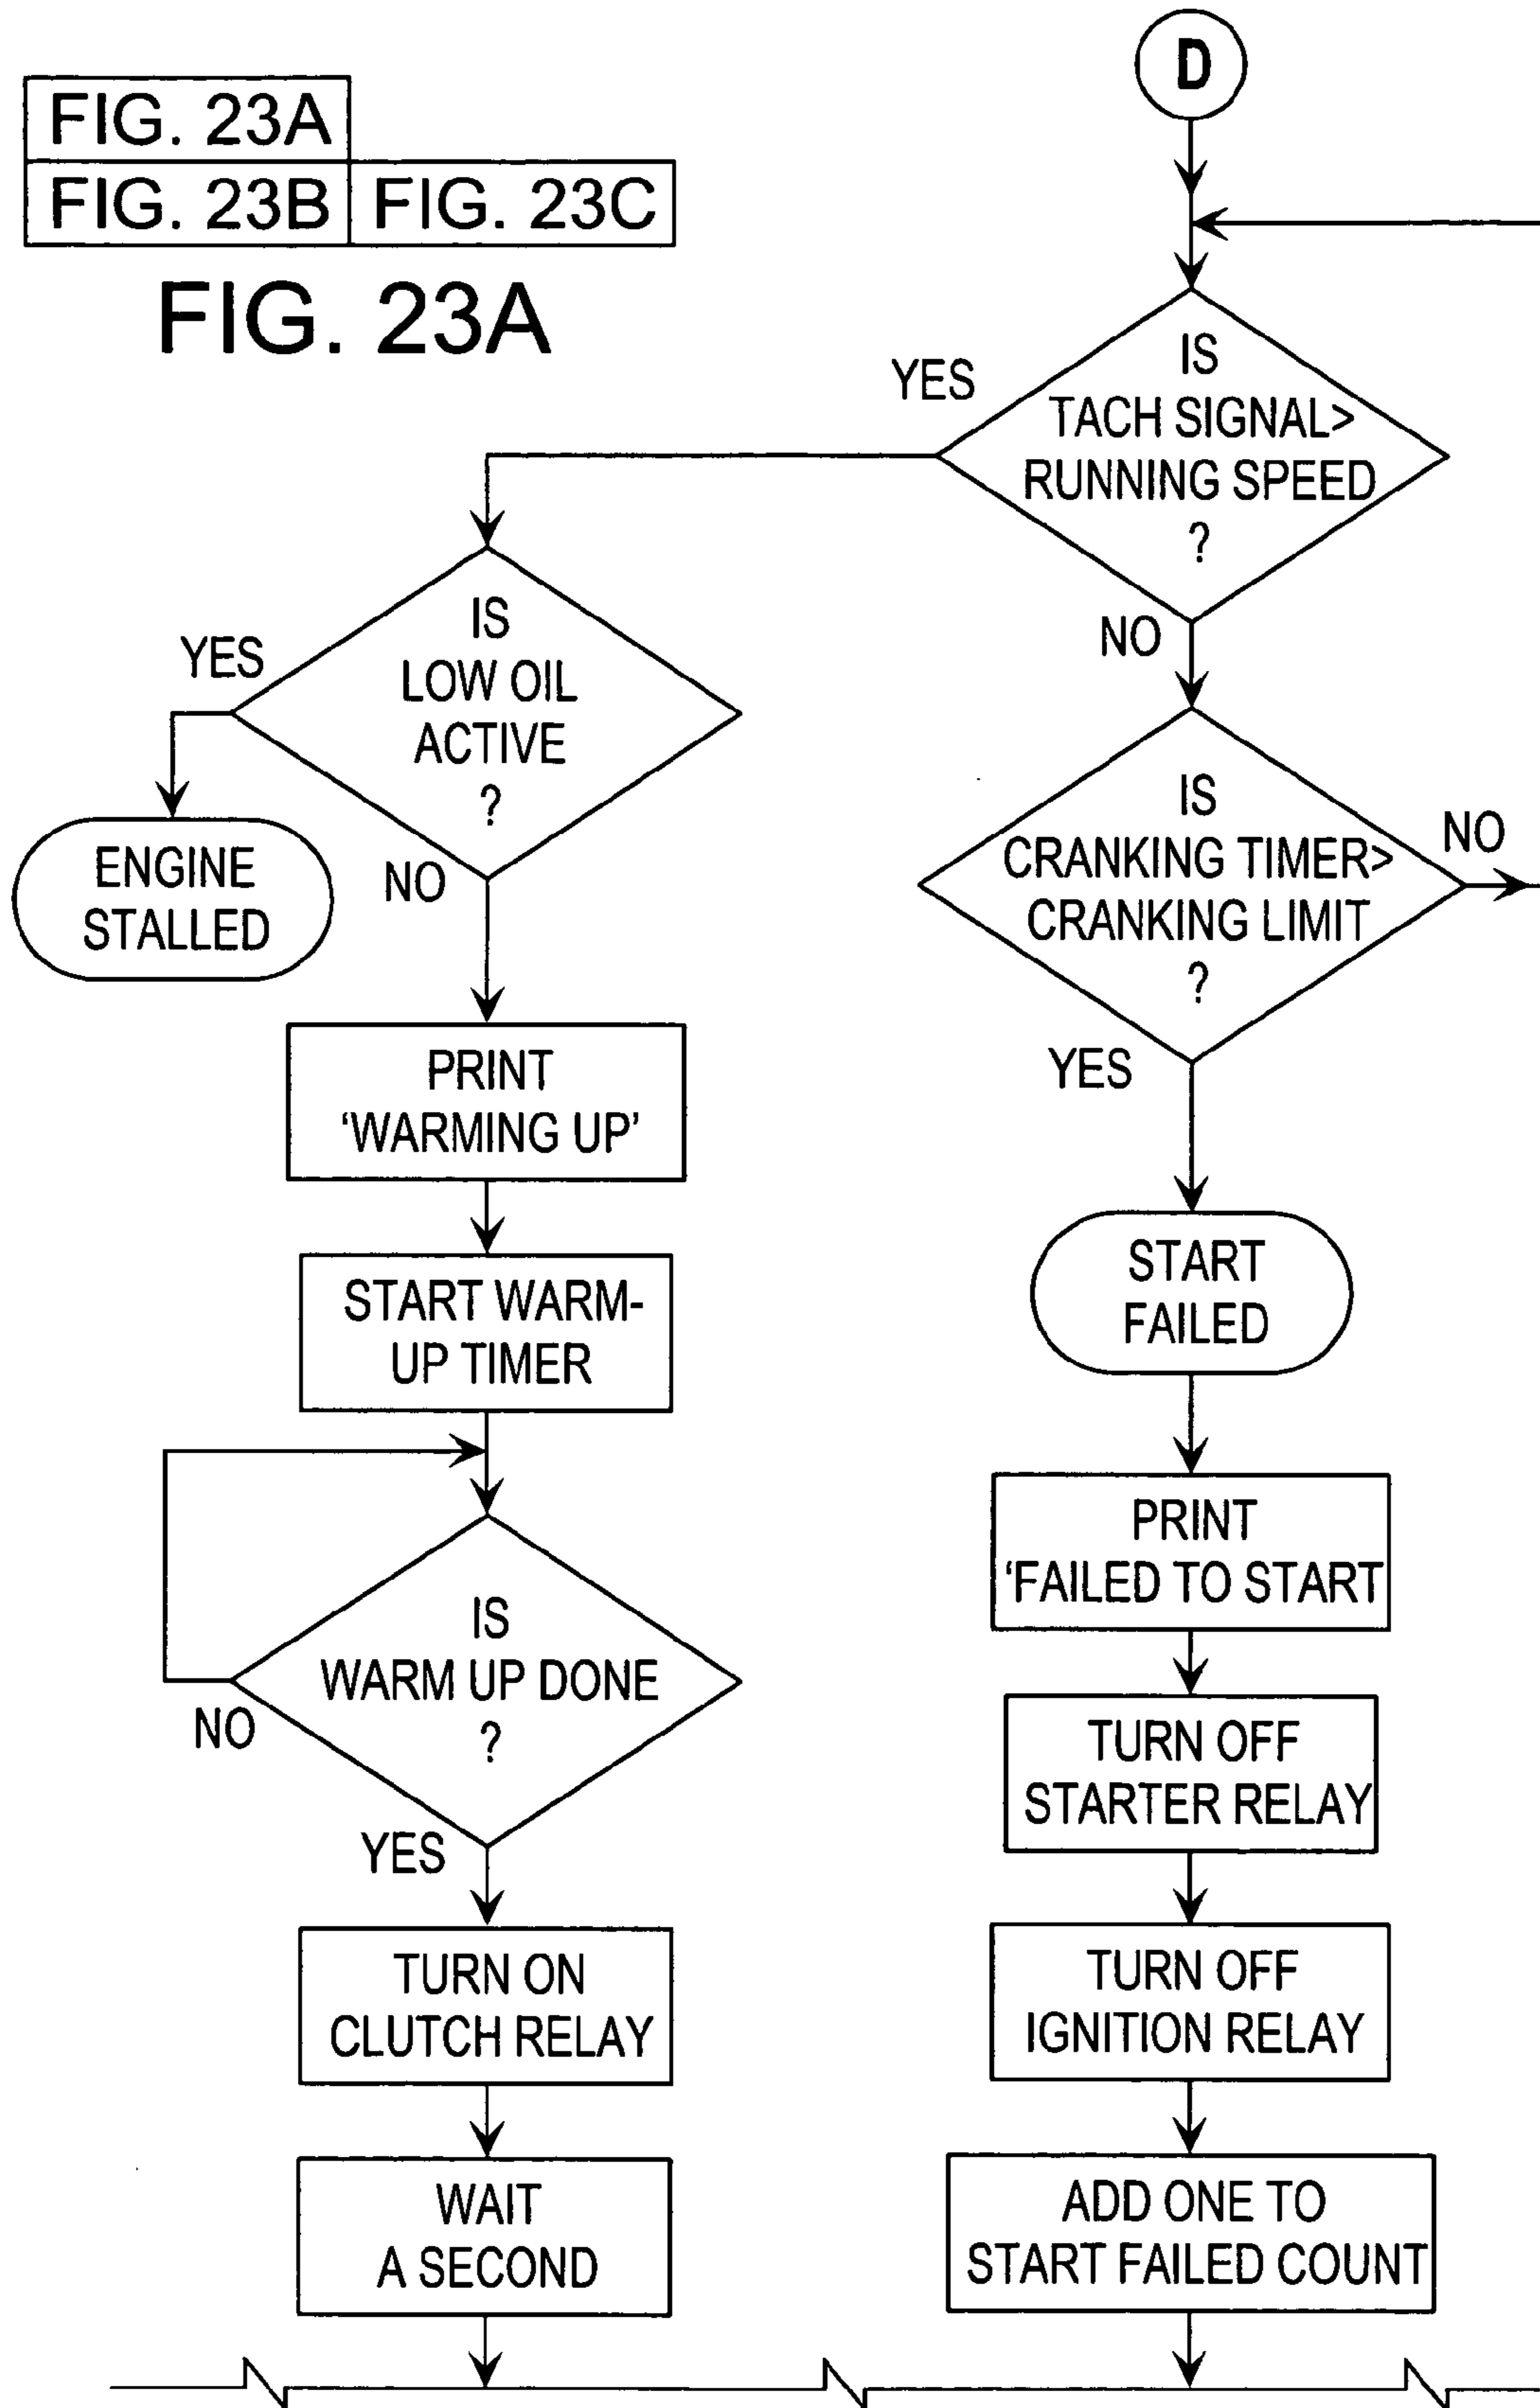 FIG. 23A
FIG. 23B FIG. 23C
FIG. 23A
D
IS
TACH SIGNAL>
RUNNING SPEED
?
YES
NO
IS
LOW OIL
ACTIVE
?
YES
NO
ENGINE
STALLED
IS
CRANKING TIMER>
CRANKING LIMIT
?
NO
YES
PRINT
‘WARMING UP’
START WARM-
UP TIMER
IS
WARM UP DONE
?
NO
YES
TURN ON
CLUTCH RELAY
WAIT
A SECOND
START
FAILED
PRINT
‘FAILED TO START
TURN OFF
STARTER RELAY
TURN OFF
IGNITION RELAY
ADD ONE TO
START FAILED COUNT